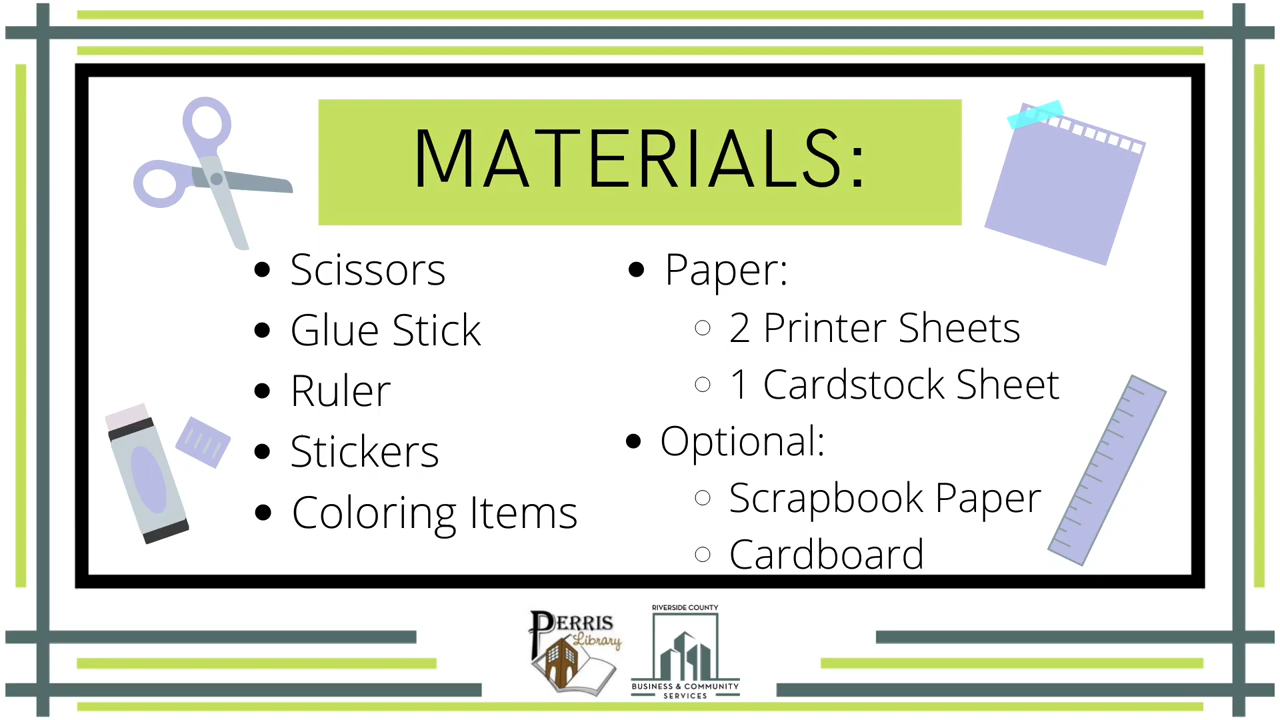 MATERIALS:
• Scissors
• Glue Stick
• Ruler
• Stickers
• Coloring Items
• Paper:
○ 2 Printer Sheets
○ 1 Cardstock Sheet
• Optional:
○ Scrapbook Paper
○ Cardboard
PERRIS
Library
RIVERSIDE COUNTY
BUSINESS & COMMUNITY
SERVICES